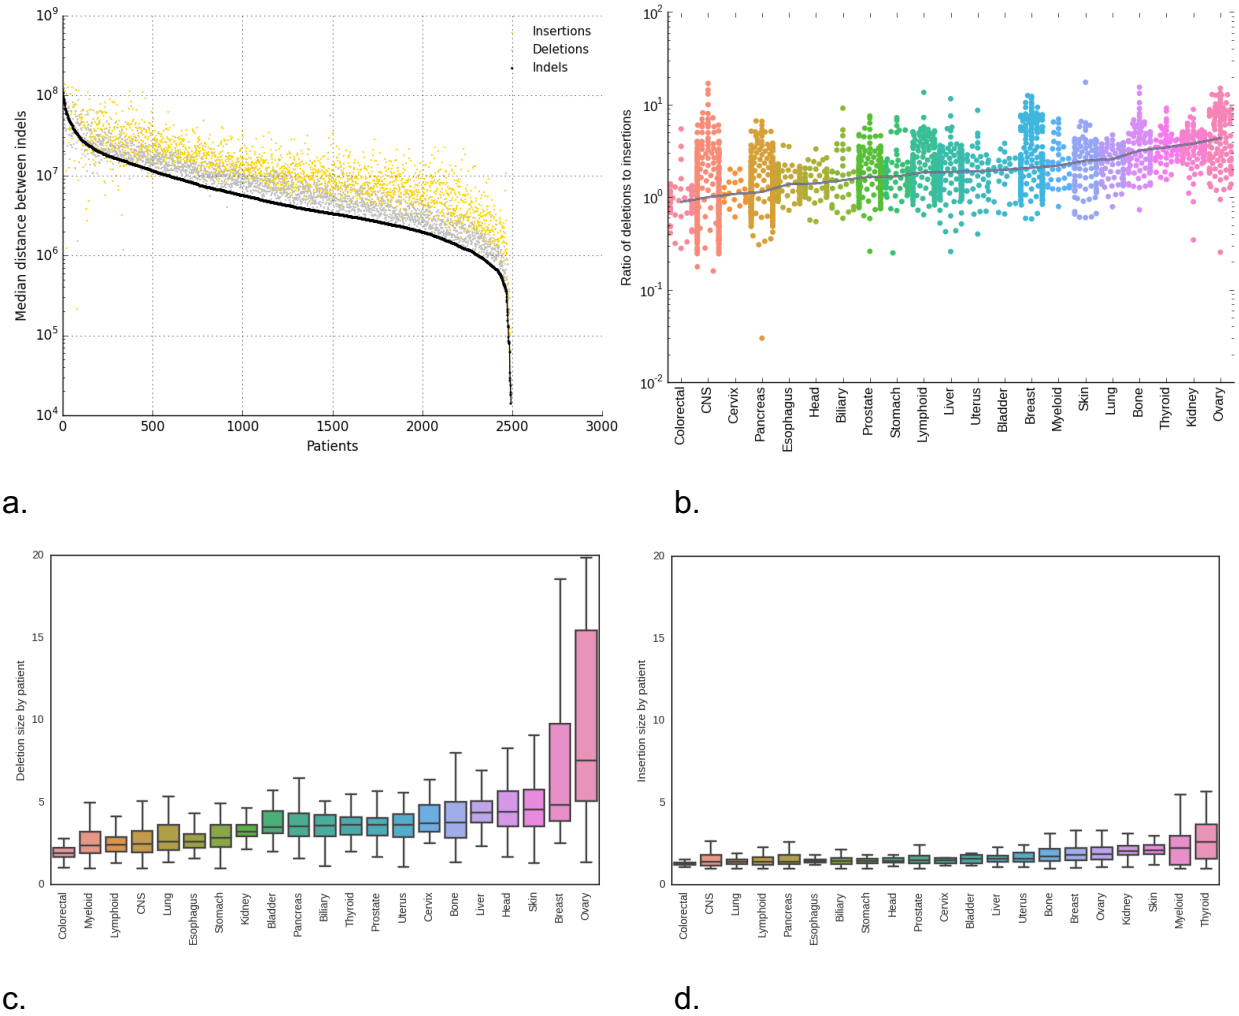 10^9
10^8
10^7
10^6
10^5
10^4
Median distance between indels
Insertions
Deletions
Indels
0 500 1000 1500 2000 2500 3000
Patients
a.
10^2
10^1
10^0
10^-1
10^-2
Ratio of deletions to insertions
Colorectal
CNS
Cervix
Pancreas
Esophagus
Head
Biliary
Prostate
Stomach
Lymphoid
Liver
Uterus
Bladder
Breast
Myeloid
Skin
Lung
Bone
Thyroid
Kidney
Ovary
b.
20
15
10
5
0
Deletion size by patient
Colorectal
Myeloid
Lymphoid
CNS
Lung
Esophagus
Stomach
Kidney
Bladder
Pancreas
Biliary
Thyroid
Prostate
Uterus
Cervix
Bone
Liver
Head
Skin
Breast
Ovary
c.
20
15
10
5
0
Insertion size by patient
Colorectal
CNS
Lung
Lymphoid
Pancreas
Esophagus
Biliary
Stomach
Head
Prostate
Cervix
Bladder
Liver
Uterus
Bone
Breast
Ovary
Kidney
Skin
Myeloid
Thyroid
d.